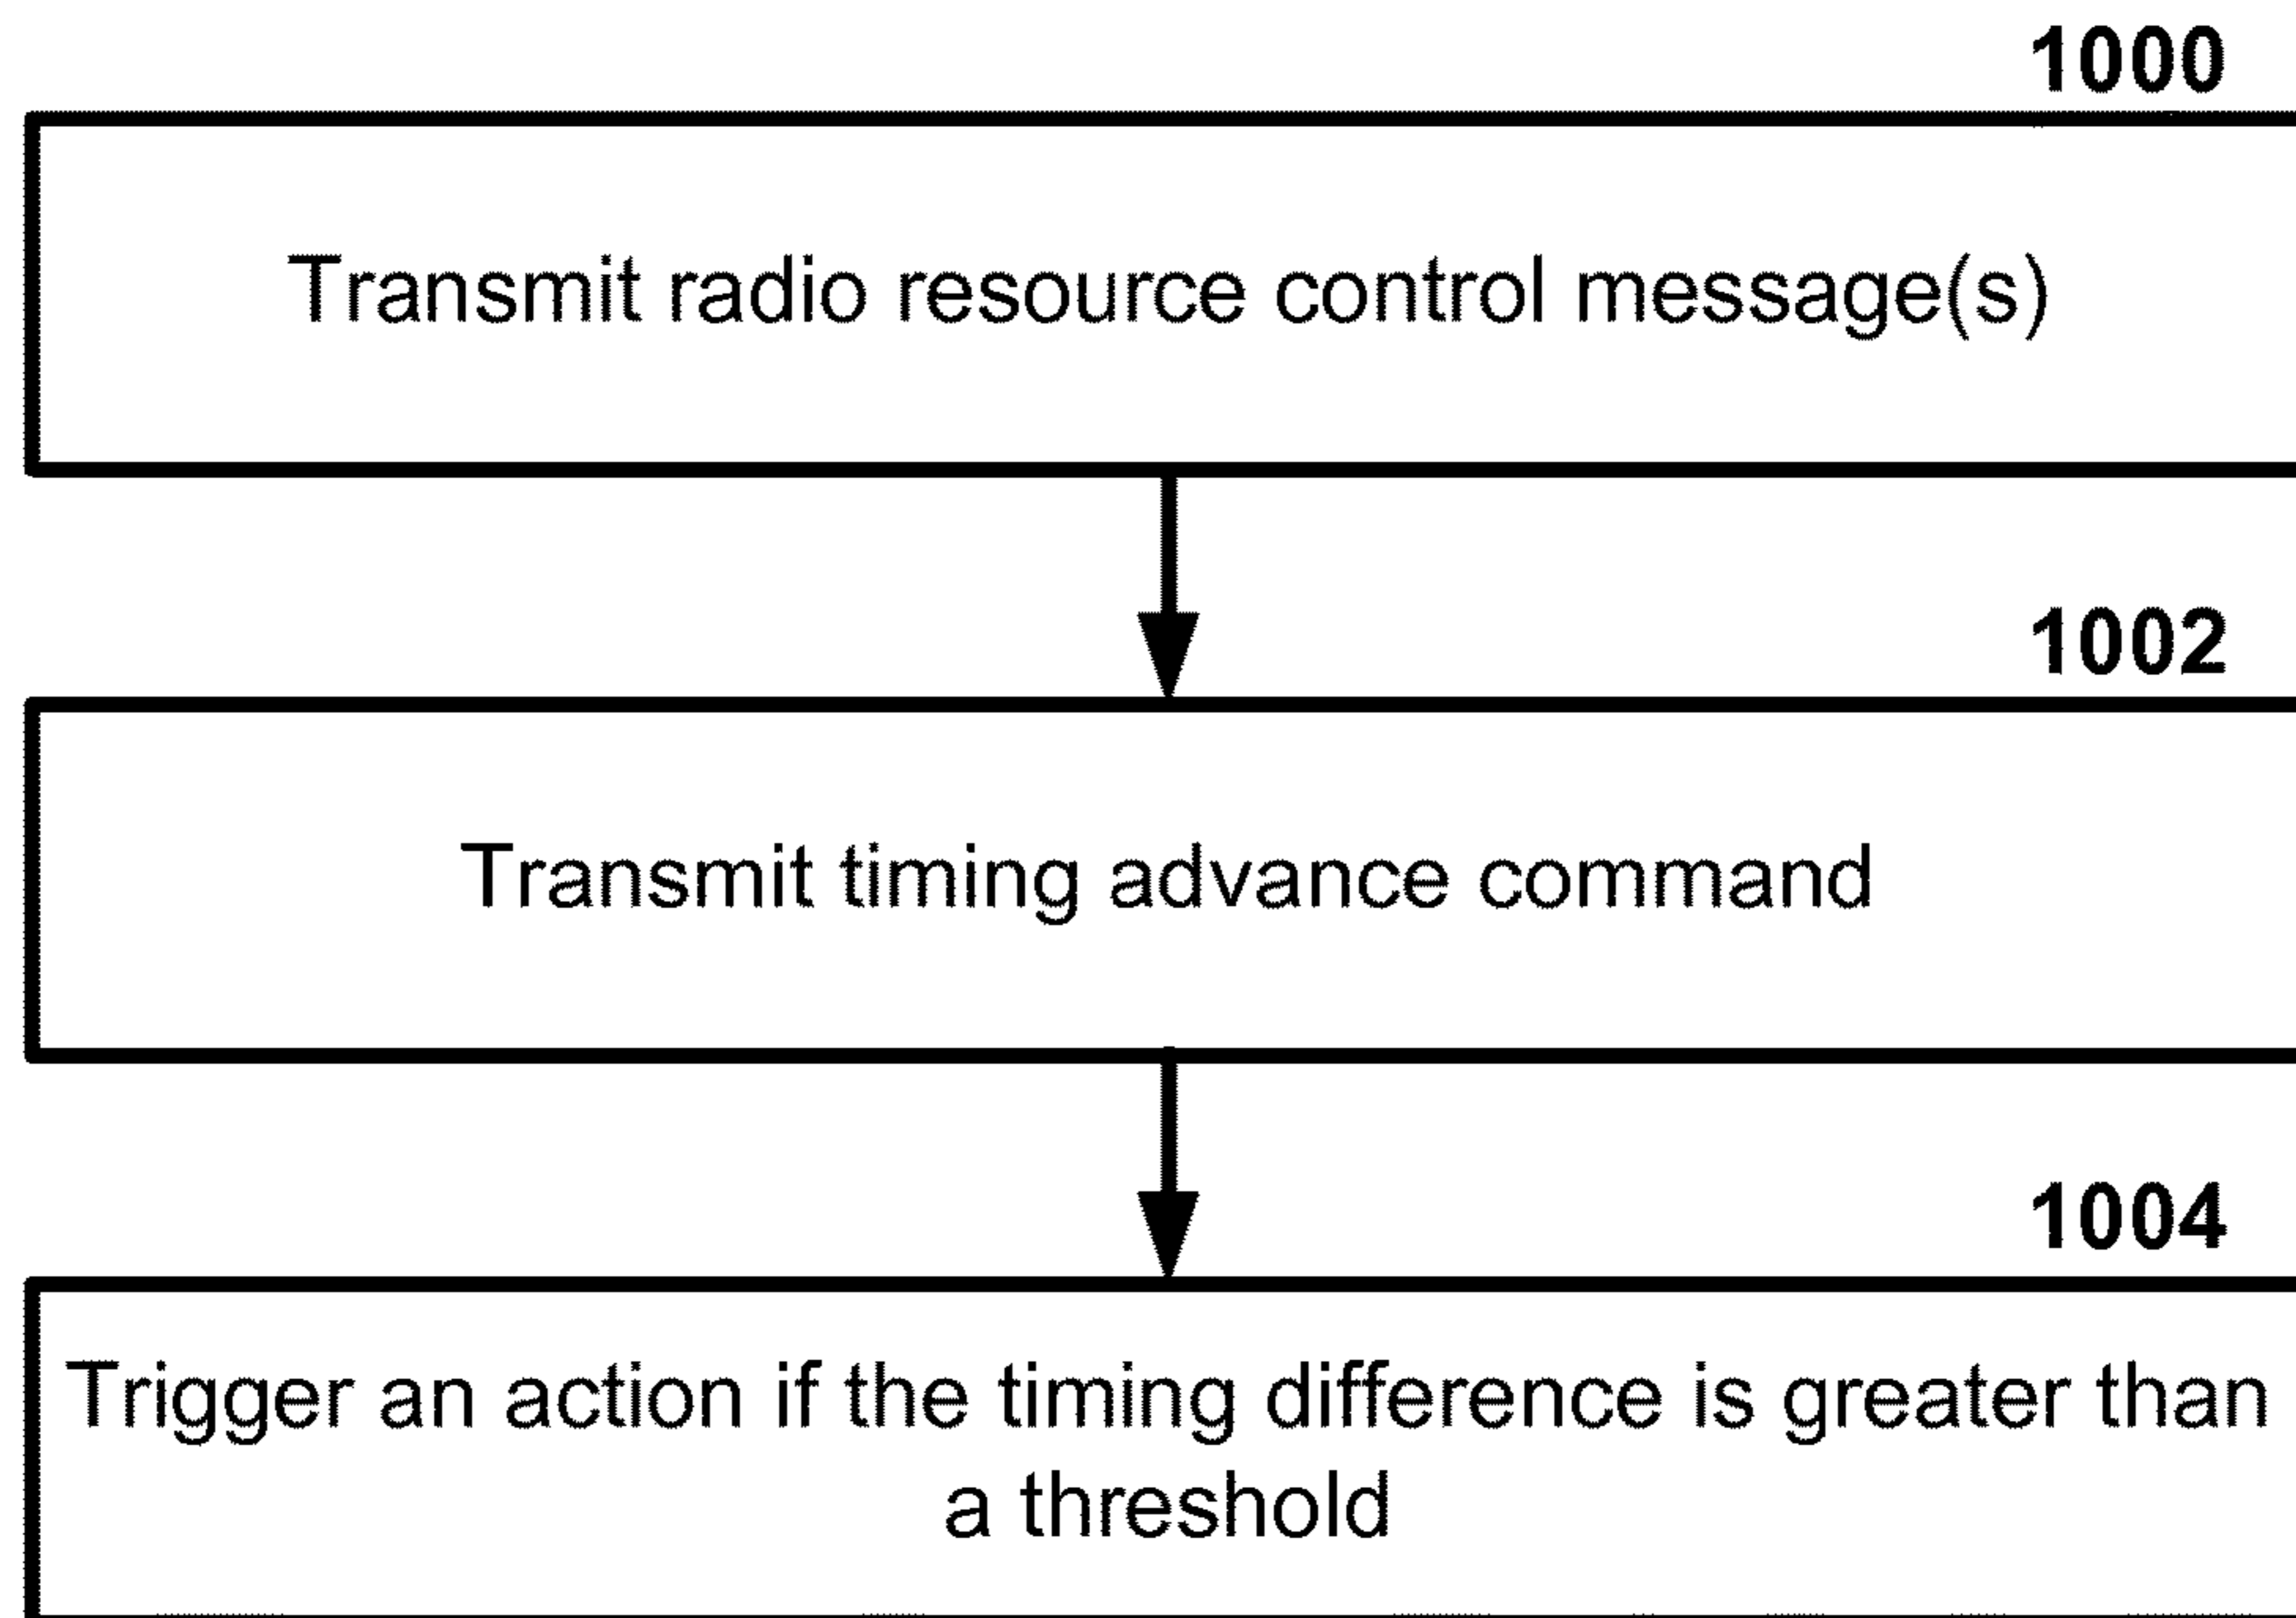 1000
Transmit radio resource control message(s)
1002
Transmit timing advance command
1004
Trigger an action if the timing difference is greater than
a threshold